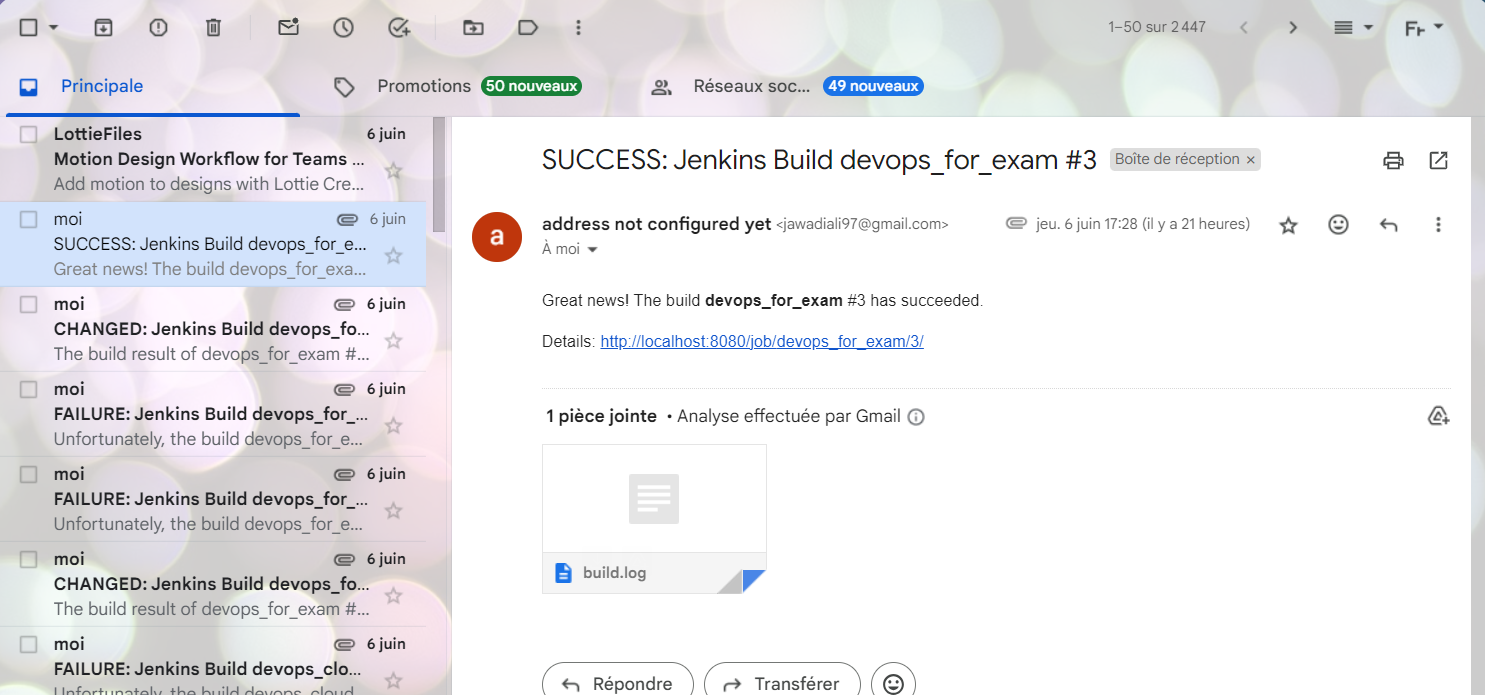 1–50 sur 2 447
Fr
Principale
Promotions
50 nouveaux
Réseaux soc...
49 nouveaux
LottieFiles
6 juin
Motion Design Workflow for Teams ...
Add motion to designs with Lottie Cre...
moi
6 juin
SUCCESS: Jenkins Build devops_for_e...
Great news! The build devops_for_exa...
moi
6 juin
CHANGED: Jenkins Build devops_fo...
The build result of devops_for_exam #...
moi
6 juin
FAILURE: Jenkins Build devops_for_...
Unfortunately, the build devops_for_e...
moi
6 juin
FAILURE: Jenkins Build devops_for_...
Unfortunately, the build devops_for_e...
moi
6 juin
CHANGED: Jenkins Build devops_fo...
The build result of devops_for_exam #...
moi
6 juin
FAILURE: Jenkins Build devops_clo...
Unfortunately, the build devops_cloud
SUCCESS: Jenkins Build devops_for_exam #3
Boîte de réception ×
a
address not configured yet <jawadiali97@gmail.com>
jeu. 6 juin 17:28 (il y a 21 heures)
À moi
Great news! The build devops_for_exam #3 has succeeded.
Details: http://localhost:8080/job/devops_for_exam/3/
1 pièce jointe • Analyse effectuée par Gmail
build.log
Répondre
Transférer